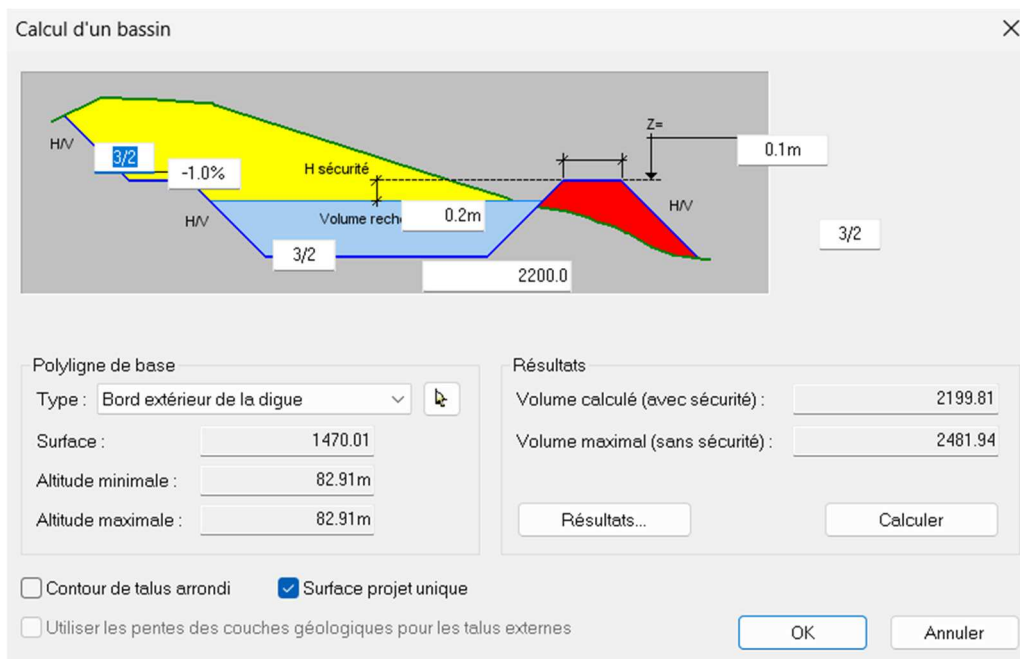 Calcul d'un bassin
Z=
H/V
0.1m
3/2
H sécurité
-1.0%
H/V
H/V
Volume rech
0.2m
3/2
3/2
2200.0
Polyligne de base
Type : Bord extérieur de la digue
Surface : 1470.01
Altitude minimale : 82.91m
Altitude maximale : 82.91m
Résultats
Volume calculé (avec sécurité) : 2199.81
Volume maximal (sans sécurité) : 2481.94
Résultats...
Calculer
Contour de talus arrondi
Surface projet unique
Utiliser les pentes des couches géologiques pour les talus externes
OK
Annuler